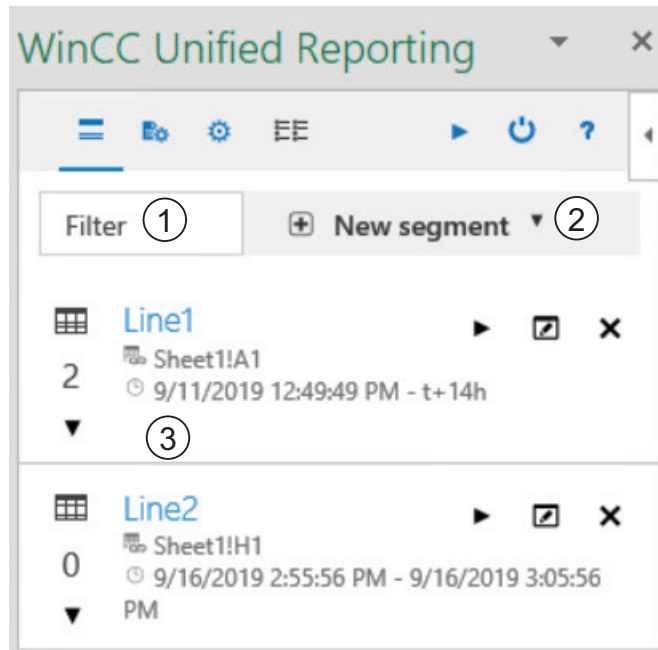 WinCC Unified Reporting
?
Filter 1 New segment 2
Line1
Sheet1!A1
2
9/11/2019 12:49:49 PM - t+14h
3
Line2
Sheet1!H1
0
9/16/2019 2:55:56 PM - 9/16/2019 3:05:56
PM